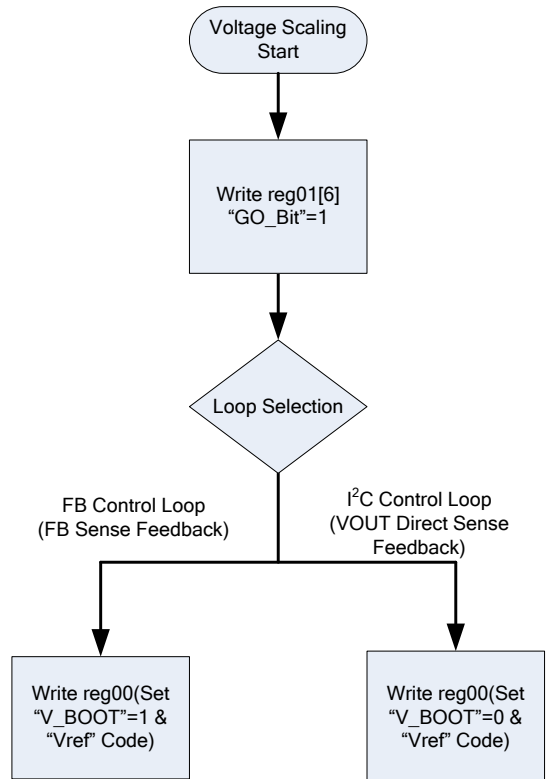 Voltage Scaling
Start
Write reg01[6]
“GO_Bit”=1
Loop Selection
FB Control Loop
(FB Sense Feedback)
I²C Control Loop
(VOUT Direct Sense
Feedback)
Write reg00(Set
“V_BOOT”=1 &
“Vref” Code)
Write reg00(Set
“V_BOOT”=0 &
“Vref” Code)